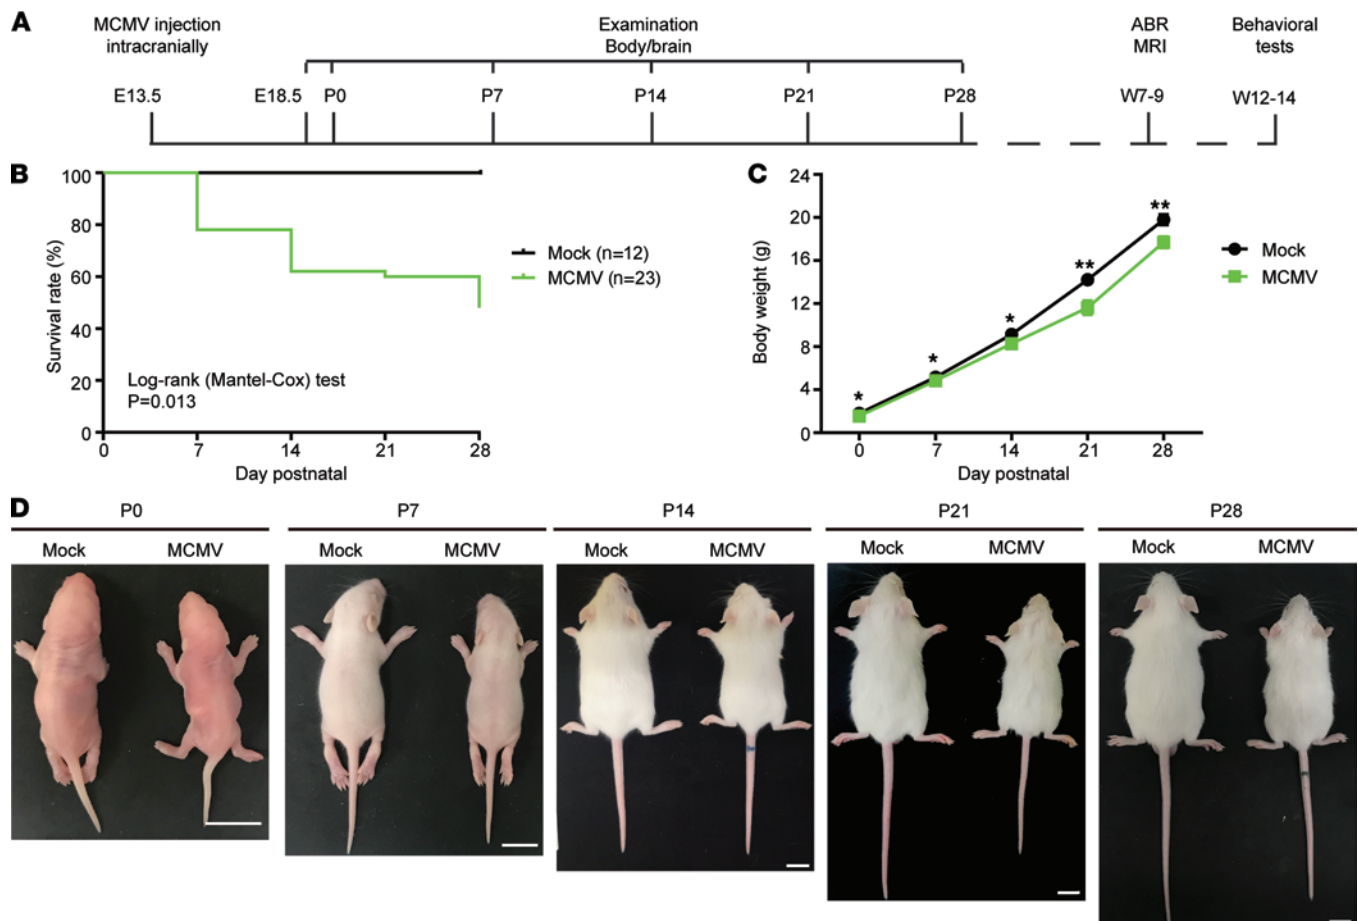 A
MCMV injection
intracranially
Examination
Body/brain
ABR
MRI
Behavioral
tests
E13.5
E18.5
P0
P7
P14
P21
P28
W7-9
W12-14
B
100
80
60
40
20
0
Survival rate (%)
0
7
14
21
28
Day postnatal
Mock (n=12)
MCMV (n=23)
Log-rank (Mantel-Cox) test
P=0.013
C
24
20
16
12
8
4
0
Body weight (g)
*
*
*
**
**
0
7
14
21
28
Day postnatal
Mock
MCMV
D
P0
P7
P14
P21
P28
Mock
MCMV
Mock
MCMV
Mock
MCMV
Mock
MCMV
Mock
MCMV